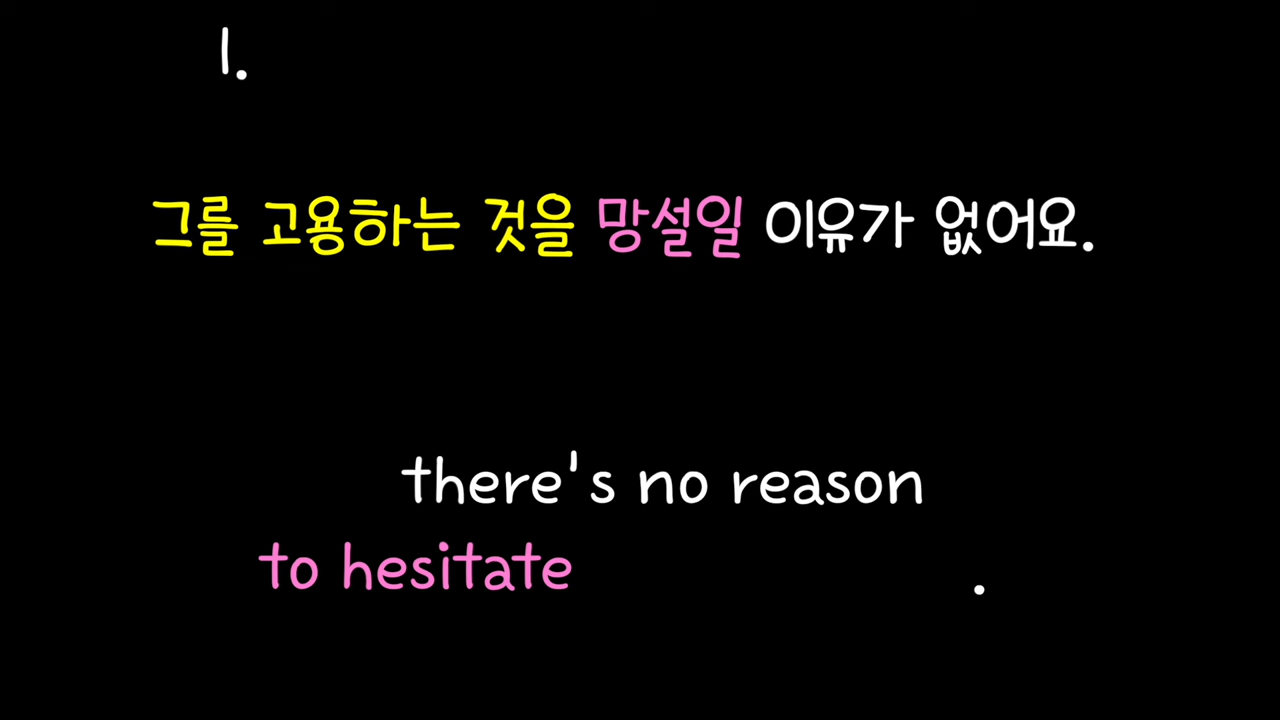 1.
그를 고용하는 것을 망설일 이유가 없어요.
there's no reason
to hesitate .